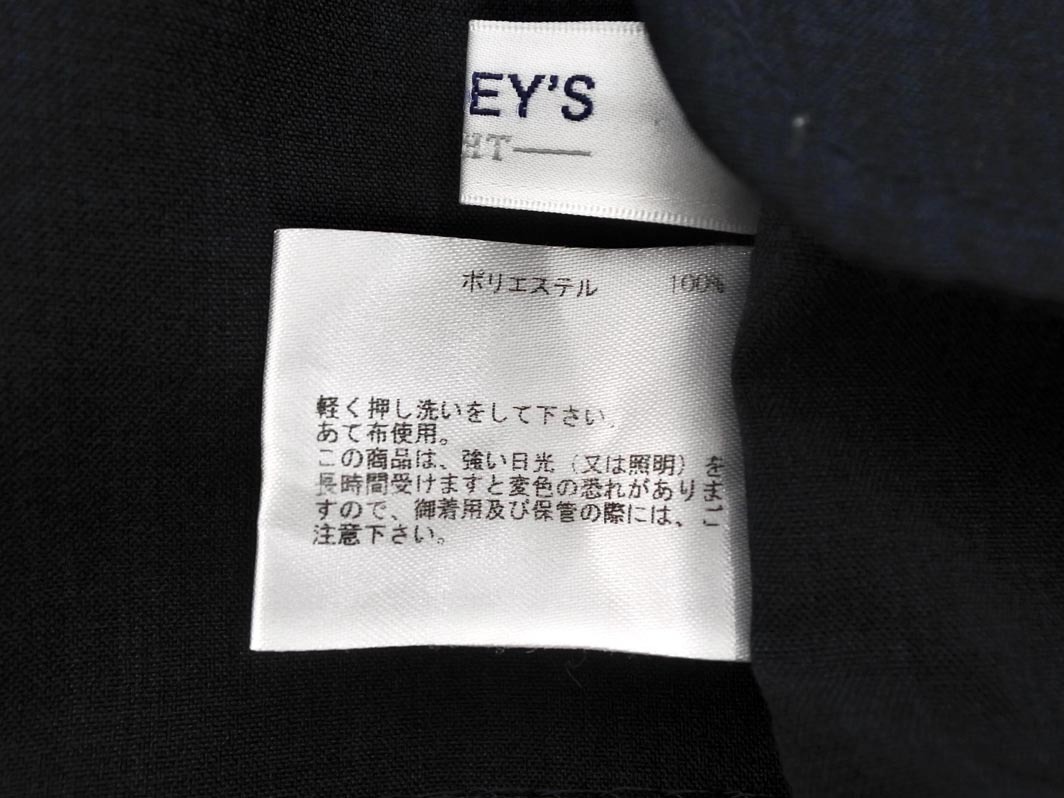 EY'S
HT
ポリエステル 100%
軽く押し洗いをして下さい。
あて布使用。
この商品は、強い日光（又は照明）を
長時間受けますと変色の恐れがありま
すので、御着用及び保管の際には、ご
注意下さい。